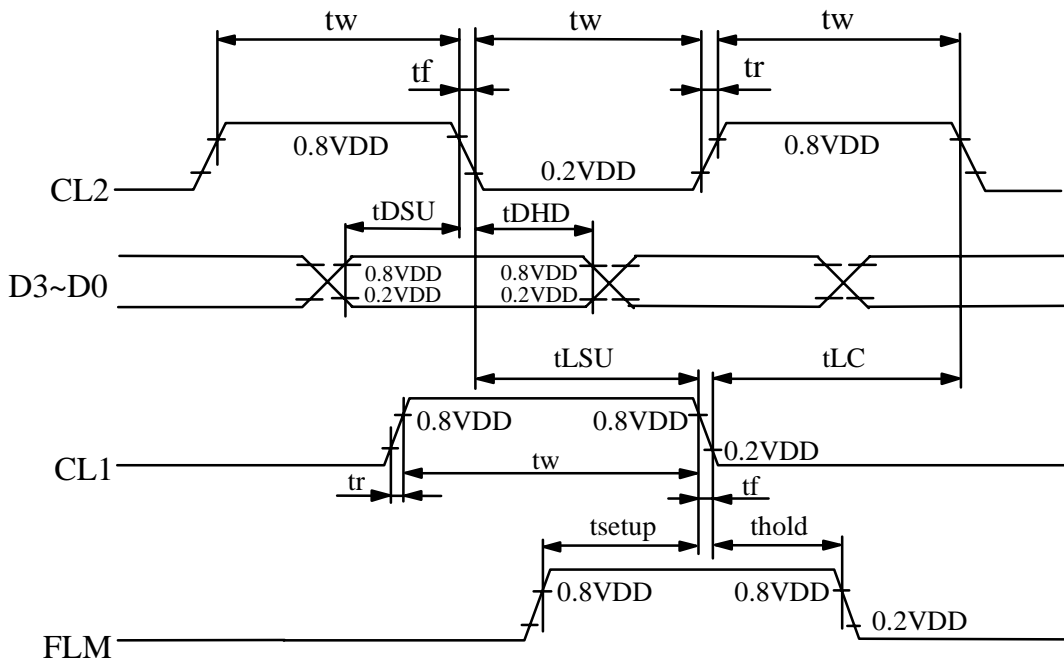 tw tw tw
tf tr
0.8VDD 0.2VDD 0.8VDD
CL2
tDSU tDHD
D3~D0 0.8VDD 0.8VDD
0.2VDD 0.2VDD
tLSU tLC
0.8VDD 0.8VDD
0.2VDD
CL1 tw
tr tf
tsetup thold
0.8VDD 0.8VDD
0.2VDD
FLM